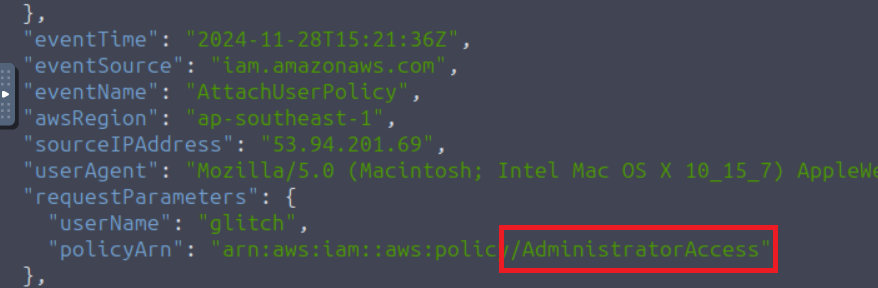 },
"eventTime": "2024-11-28T15:21:36Z",
"eventSource": "iam.amazonaws.com",
"eventName": "AttachUserPolicy",
"awsRegion": "ap-southeast-1",
"sourceIPAddress": "53.94.201.69",
"userAgent": "Mozilla/5.0 (Macintosh; Intel Mac OS X 10_15_7) AppleWe
"requestParameters": {
"userName": "glitch",
"policyArn": "arn:aws:iam::aws:policy/AdministratorAccess"
},